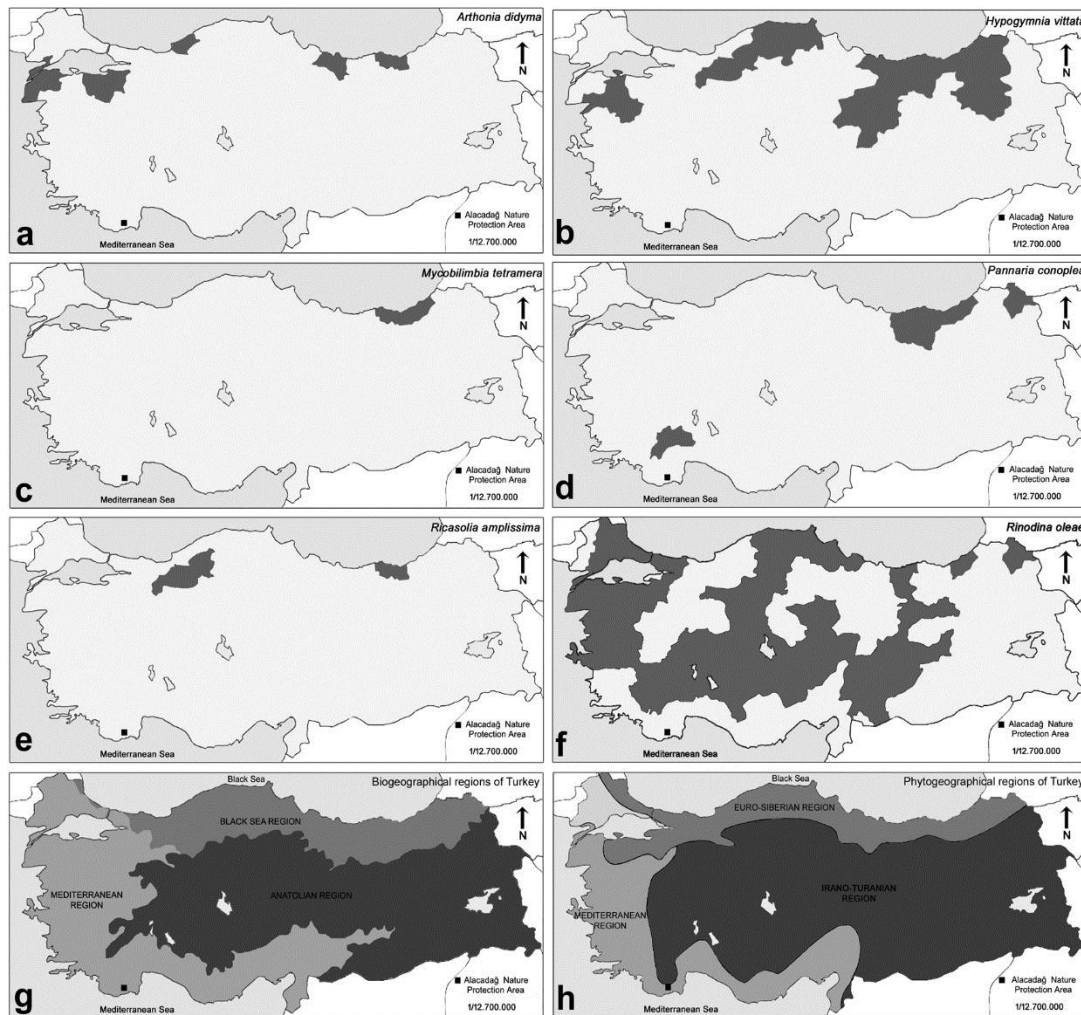 Arthonia didyma
N
Alacadağ Nature
Protection Area
1/12.700.000
Mediterranean Sea
a
Hypogymnia vittata
N
Alacadağ Nature
Protection Area
1/12.700.000
Mediterranean Sea
b
Mycobilimbia tetramera
N
Alacadağ Nature
Protection Area
1/12.700.000
Mediterranean Sea
c
Pannaria conoplea
N
Alacadağ Nature
Protection Area
1/12.700.000
Mediterranean Sea
d
Ricasolia amplissima
N
Alacadağ Nature
Protection Area
1/12.700.000
Mediterranean Sea
e
Rinodina oleae
N
Alacadağ Nature
Protection Area
1/12.700.000
Mediterranean Sea
f
Biogeographical regions of Turkey
Black Sea
N
BLACK SEA REGION
MEDITERRANEAN
REGION
ANATOLIAN REGION
Alacadağ Nature
Protection Area
1/12.700.000
Mediterranean Sea
g
Phytogeographical regions of Turkey
Black Sea
N
EURO-SIBERIAN REGION
IRANO-TURANIAN
REGION
MEDITERRANEAN
REGION
Alacadağ Nature
Protection Area
1/12.700.000
Mediterranean Sea
h